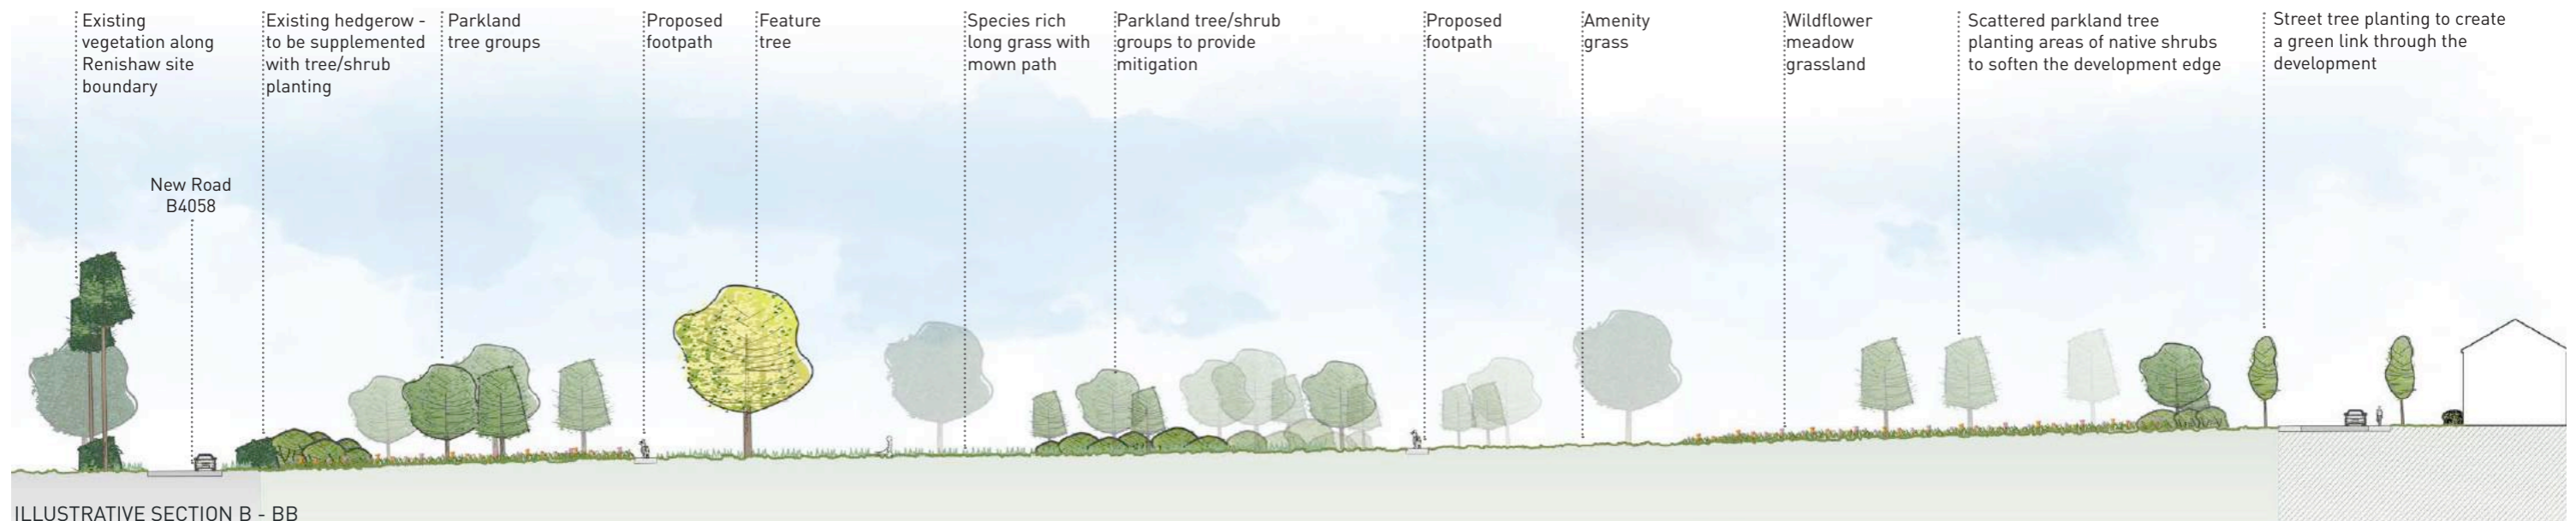 Existing
vegetation along
Renishaw site
boundary
New Road
B4058
Existing hedgerow -
to be supplemented
with tree/shrub
planting
Parkland
tree groups
Proposed
footpath
Feature
tree
Species rich
long grass with
mown path
Parkland tree/shrub
groups to provide
mitigation
Proposed
footpath
Amenity
grass
Wildflower
meadow
grassland
Scattered parkland tree
planting areas of native shrubs
to soften the development edge
Street tree planting to create
a green link through the
development
ILLUSTRATIVE SECTION B - BB